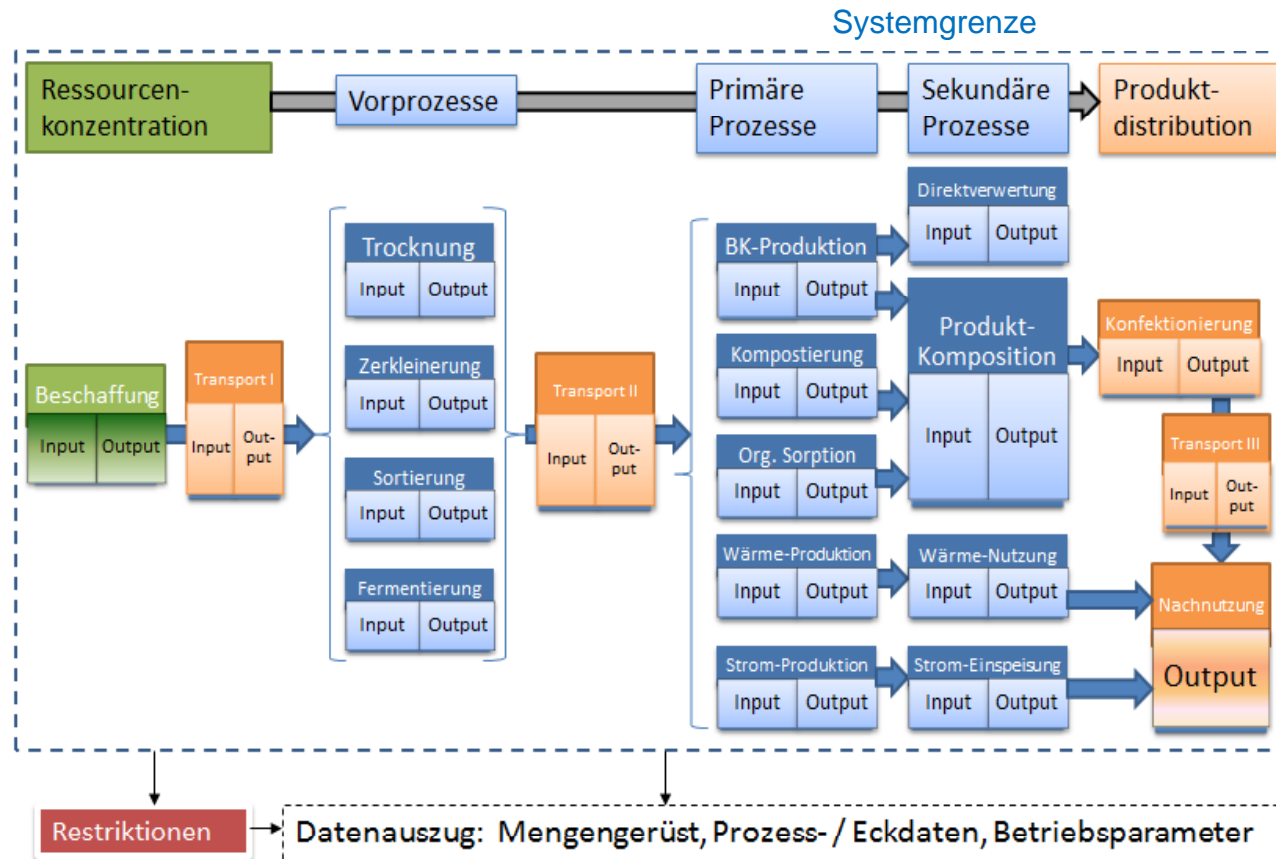 Systemgrenze
Ressourcen-
konzentration
Vorprozesse
Primäre
Prozesse
Sekundäre
Prozesse
Produkt-
distribution
Beschaffung
Input Output
Transport I
Input Out-
put
Trocknung
Input Output
Zerkleinerung
Input Output
Sortierung
Input Output
Fermentierung
Input Output
Transport II
Input Out-
put
BK-Produktion
Input Output
Kompostierung
Input Output
Org. Sorption
Input Output
Wärme-Produktion
Input Output
Strom-Produktion
Input Output
Direktverwertung
Input Output
Produkt-
Komposition
Input Output
Wärme-Nutzung
Input Output
Strom-Einspeisung
Input Output
Konfektionierung
Input Output
Transport III
Input Out-
put
Nachnutzung
Output
Restriktionen
Datenauszug: Mengengerüst, Prozess- / Eckdaten, Betriebsparameter